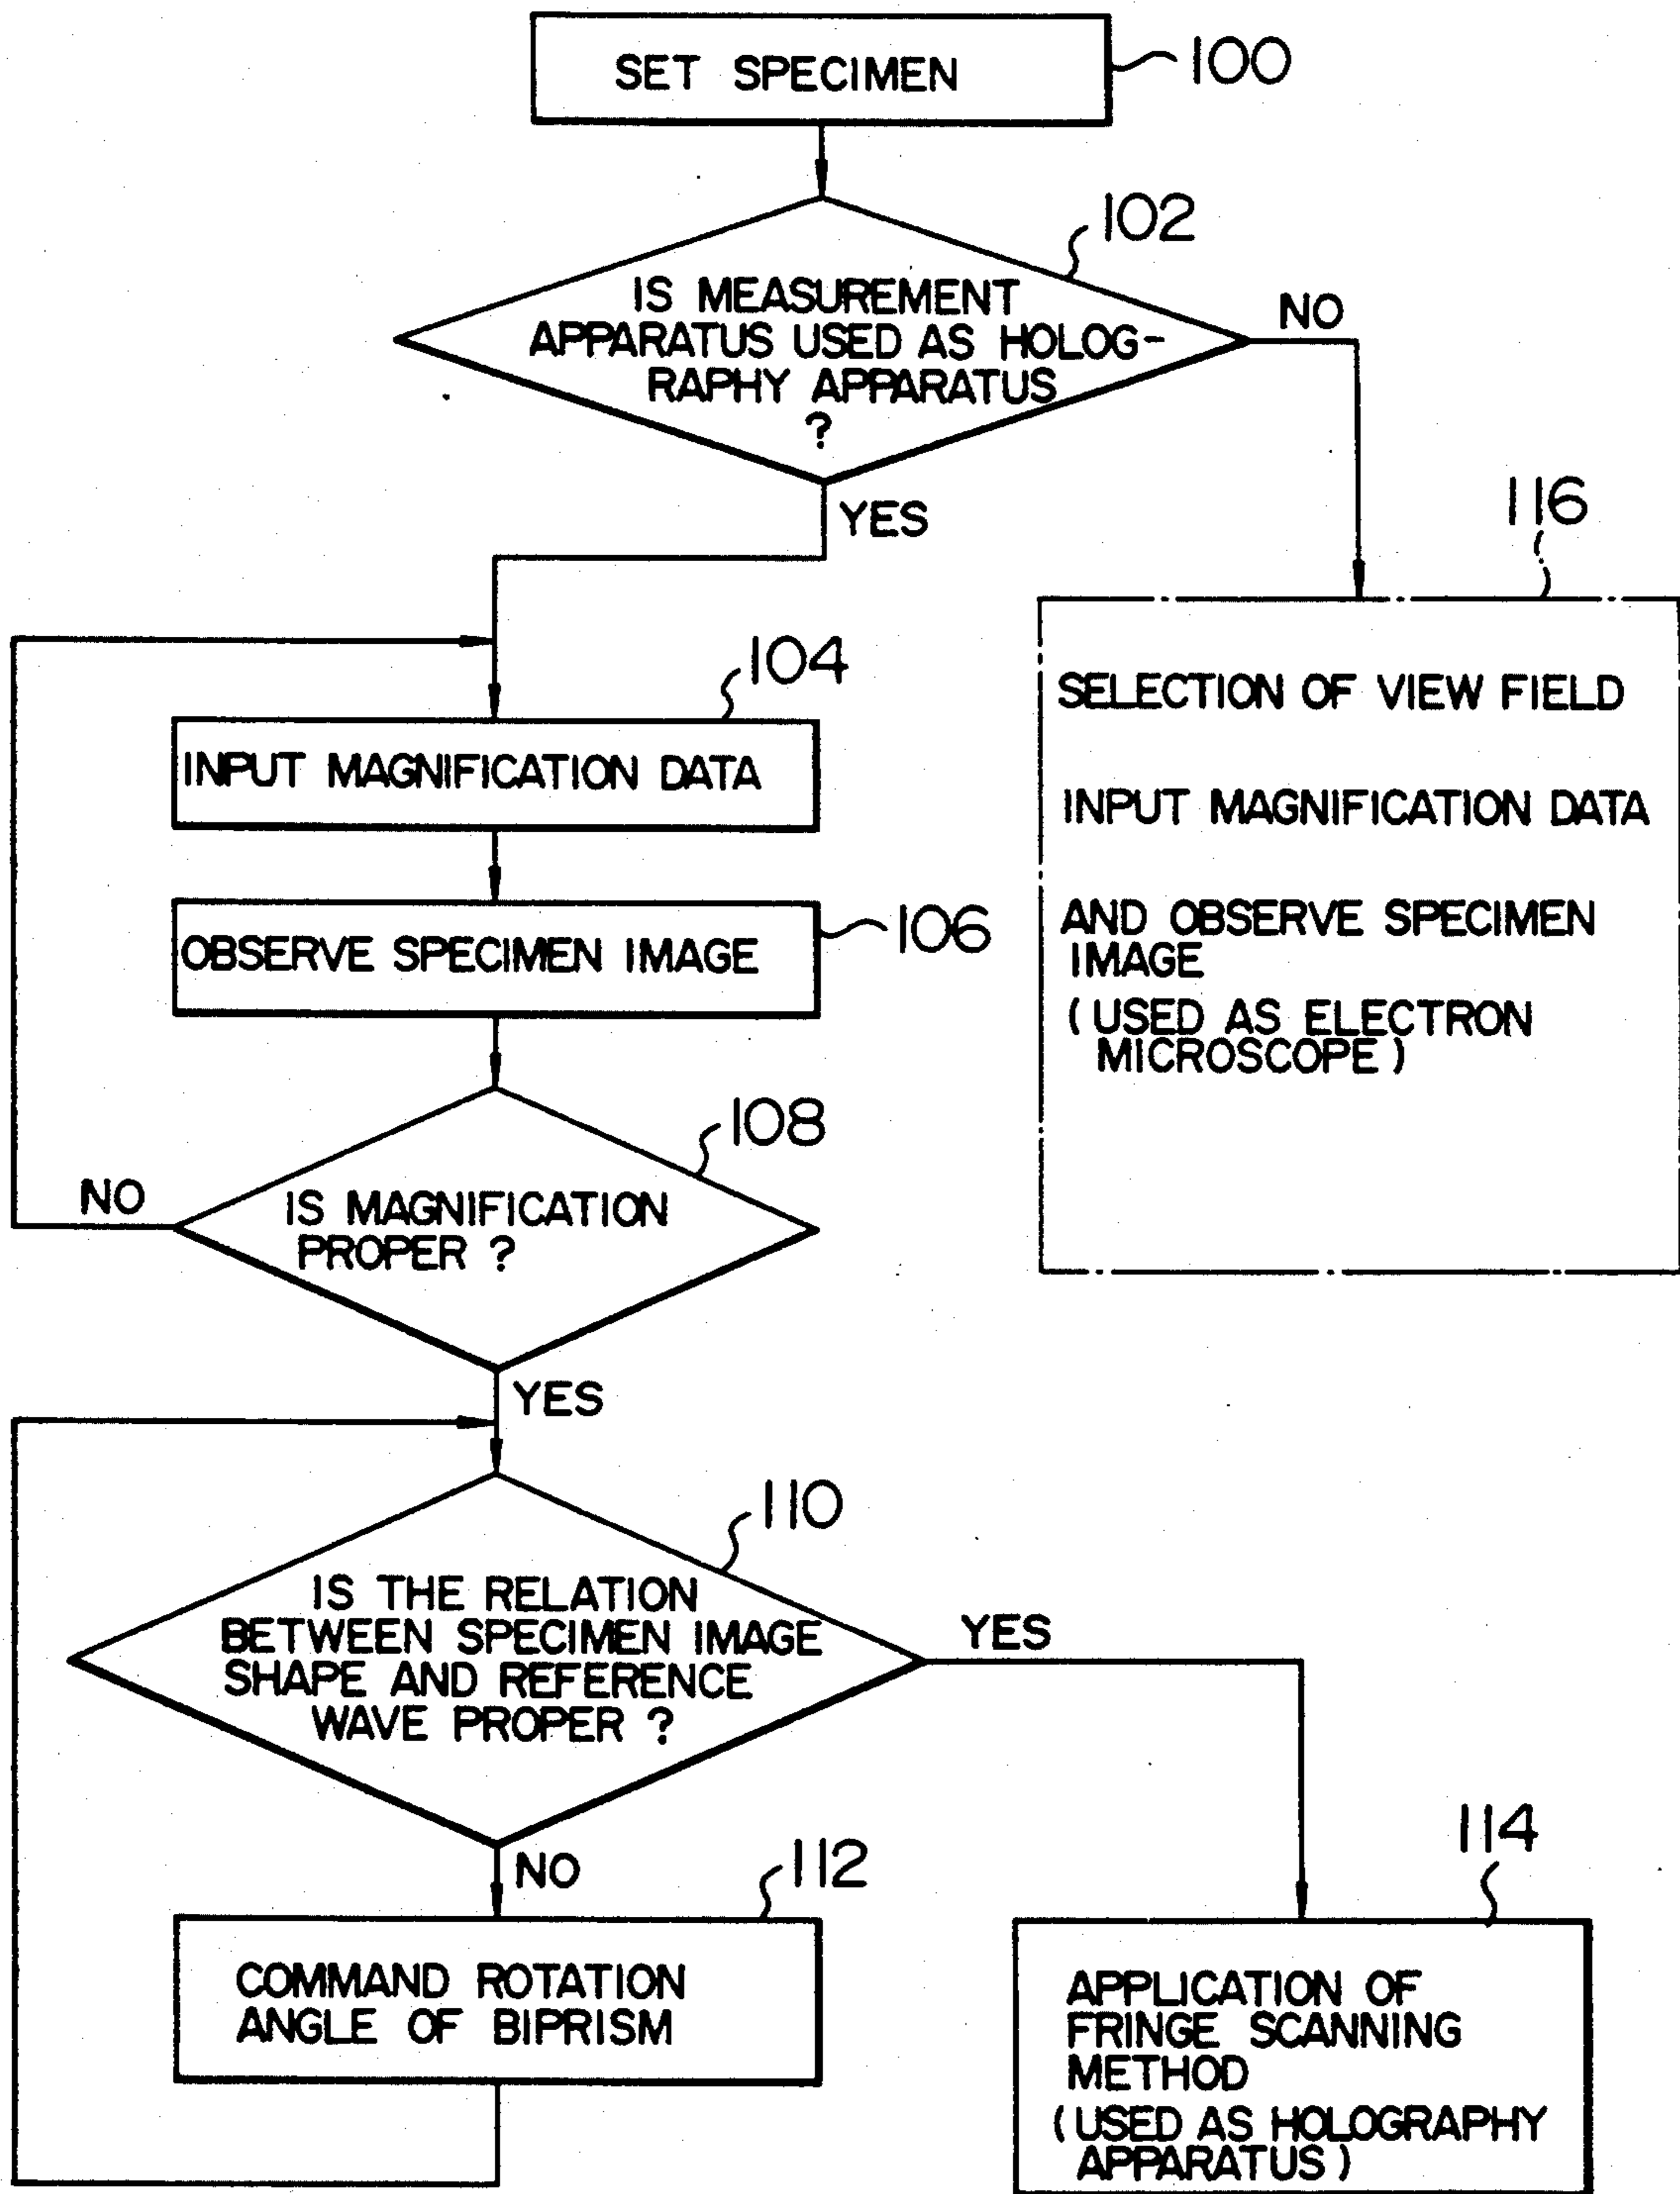 SET SPECIMEN
100
102
IS MEASUREMENT
APPARATUS USED AS HOLOG-
RAPHY APPARATUS
?
NO
YES
116
SELECTION OF VIEW FIELD
INPUT MAGNIFICATION DATA
AND OBSERVE SPECIMEN
IMAGE
(USED AS ELECTRON
MICROSCOPE)
104
INPUT MAGNIFICATION DATA
OBSERVE SPECIMEN IMAGE
106
108
NO
IS MAGNIFICATION
PROPER ?
YES
110
IS THE RELATION
BETWEEN SPECIMEN IMAGE
SHAPE AND REFERENCE
WAVE PROPER ?
YES
NO
112
COMMAND ROTATION
ANGLE OF BIPRISM
114
APPLICATION OF
FRINGE SCANNING
METHOD
(USED AS HOLOGRAPHY
APPARATUS)